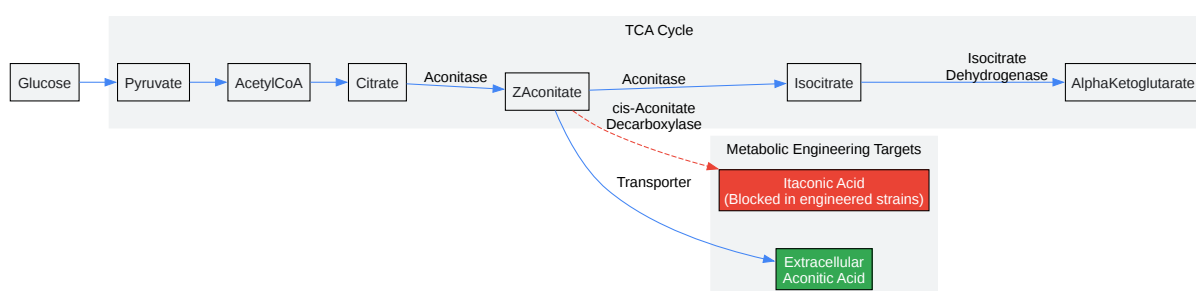 TCA Cycle
Glucose
Pyruvate
AcetylCoA
Citrate
Aconitase
ZAconitate
Aconitase
Isocitrate
Isocitrate
Dehydrogenase
AlphaKetoglutarate
cis-Aconitate
Decarboxylase
Metabolic Engineering Targets
Transporter
Itaconic Acid
(Blocked in engineered strains)
Extracellular
Aconitic Acid